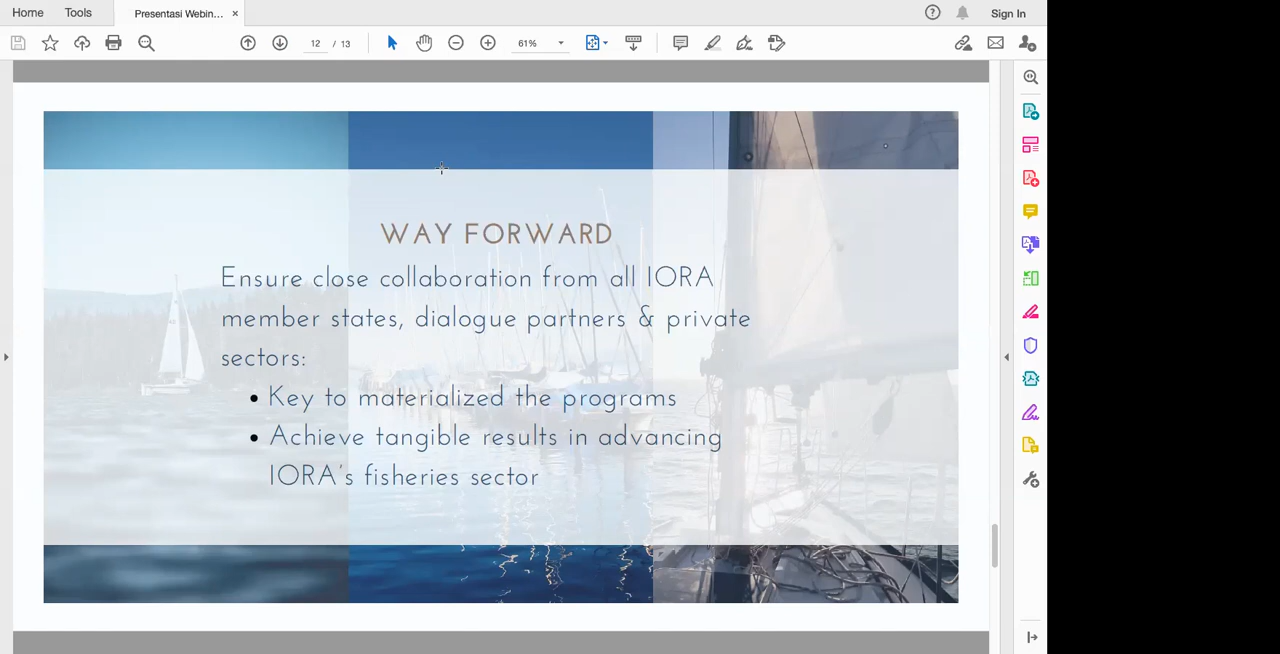 Home Tools Presentasi Webin... × Sign In
12 / 13 61%
WAY FORWARD
Ensure close collaboration from all IORA
member states, dialogue partners & private
sectors:
• Key to materialized the programs
• Achieve tangible results in advancing
IORA's fisheries sector